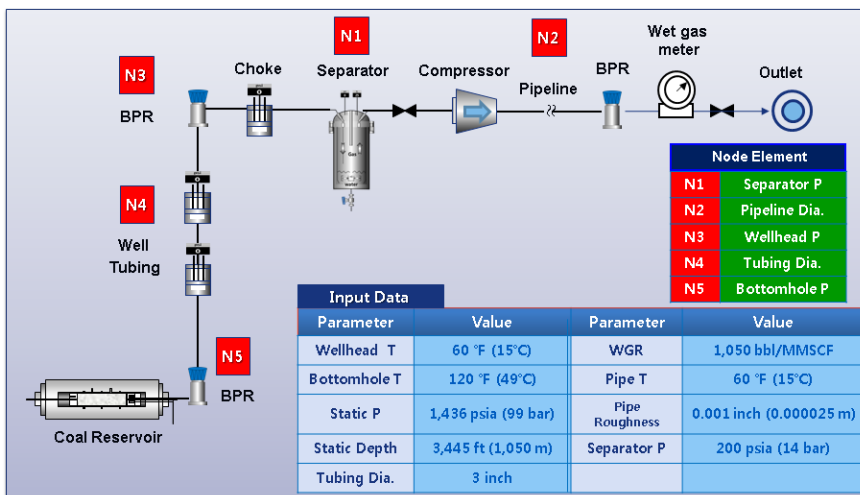 N1
N2
Wet gas
meter
N3
Choke
Separator
Compressor
Pipeline
BPR
Outlet
BPR
Gas
water
N4
Well
Tubing
Node Element
N1 Separator P
N2 Pipeline Dia.
N3 Wellhead P
N4 Tubing Dia.
N5 Bottomhole P
N5
BPR
Coal Reservoir
Input Data
Parameter Value Parameter Value
Wellhead T 60 °F (15℃) WGR 1,050 bbl/MMSCF
Bottomhole T 120 °F (49℃) Pipe T 60 °F (15℃)
Static P 1,436 psia (99 bar) Pipe Roughness 0.001 inch (0.000025 m)
Static Depth 3,445 ft (1,050 m) Separator P 200 psia (14 bar)
Tubing Dia. 3 inch